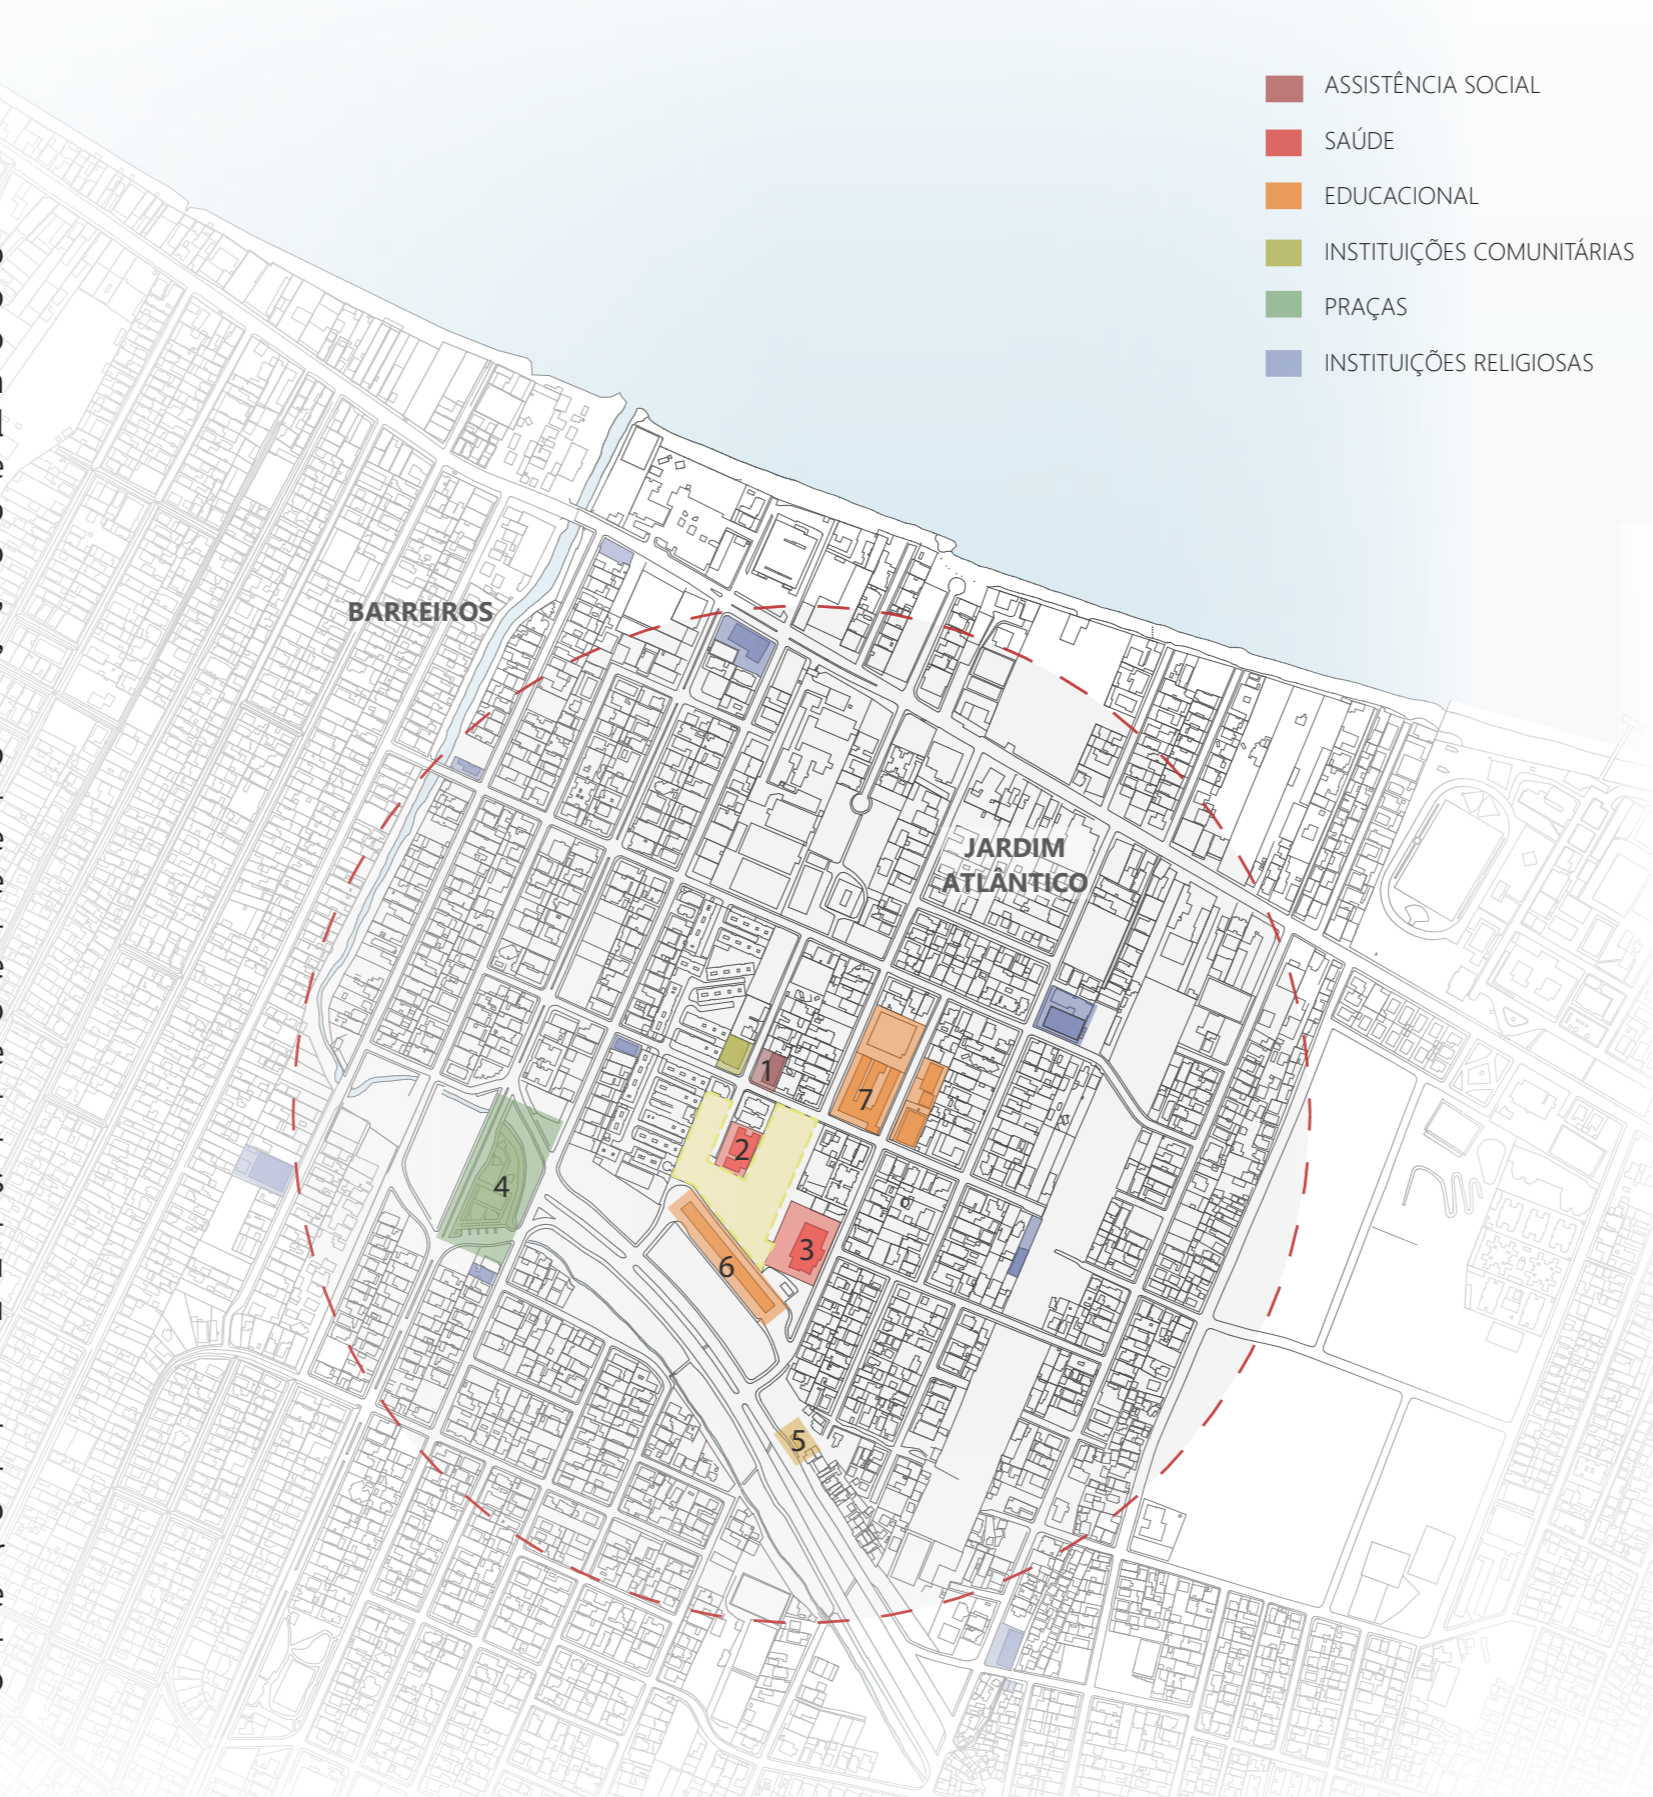 ASSISTÊNCIA SOCIAL
SAÚDE
EDUCACIONAL
INSTITUIÇÕES COMUNITÁRIAS
PRAÇAS
INSTITUIÇÕES RELIGIOSAS
BARREIROS
JARDIM
ATLÂNTICO
1
7
2
4
3
6
5